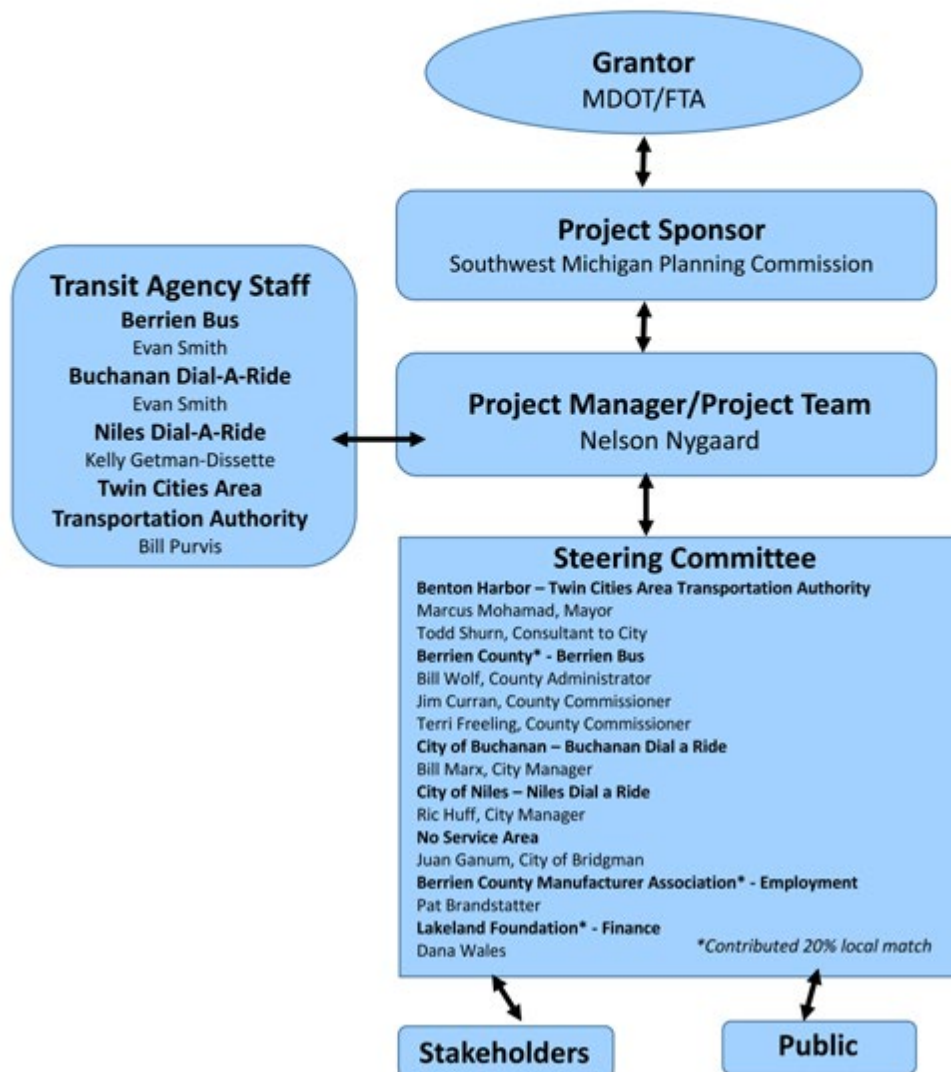 Grantor
MDOT/FTA
Project Sponsor
Southwest Michigan Planning Commission
Transit Agency Staff
Berrien Bus
Evan Smith
Buchanan Dial-A-Ride
Evan Smith
Niles Dial-A-Ride
Kelly Getman-Dissette
Twin Cities Area
Transportation Authority
Bill Purvis
Project Manager/Project Team
Nelson Nygaard
Steering Committee
Benton Harbor – Twin Cities Area Transportation Authority
Marcus Mohamad, Mayor
Todd Shurn, Consultant to City
Berrien County* - Berrien Bus
Bill Wolf, County Administrator
Jim Curran, County Commissioner
Terri Freeling, County Commissioner
City of Buchanan – Buchanan Dial a Ride
Bill Marx, City Manager
City of Niles – Niles Dial a Ride
Ric Huff, City Manager
No Service Area
Juan Ganum, City of Bridgman
Berrien County Manufacturer Association* - Employment
Pat Brandstatter
Lakeland Foundation* - Finance
Dana Wales
*Contributed 20% local match
Stakeholders
Public